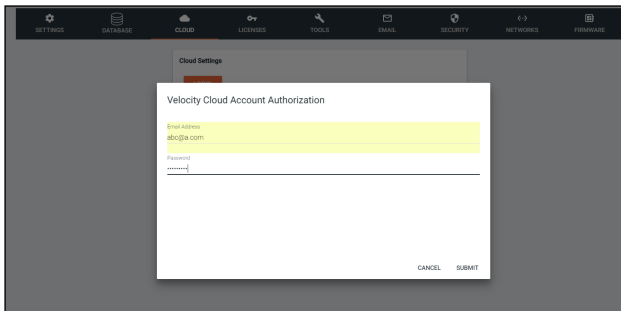 SETTINGS DATABASE CLOUD LICENSES TOOLS EMAIL SECURITY NETWORKS FIRMWARE
Cloud Settings
Velocity Cloud Account Authorization
Email Address
abc@a.com
Password
CANCEL SUBMIT